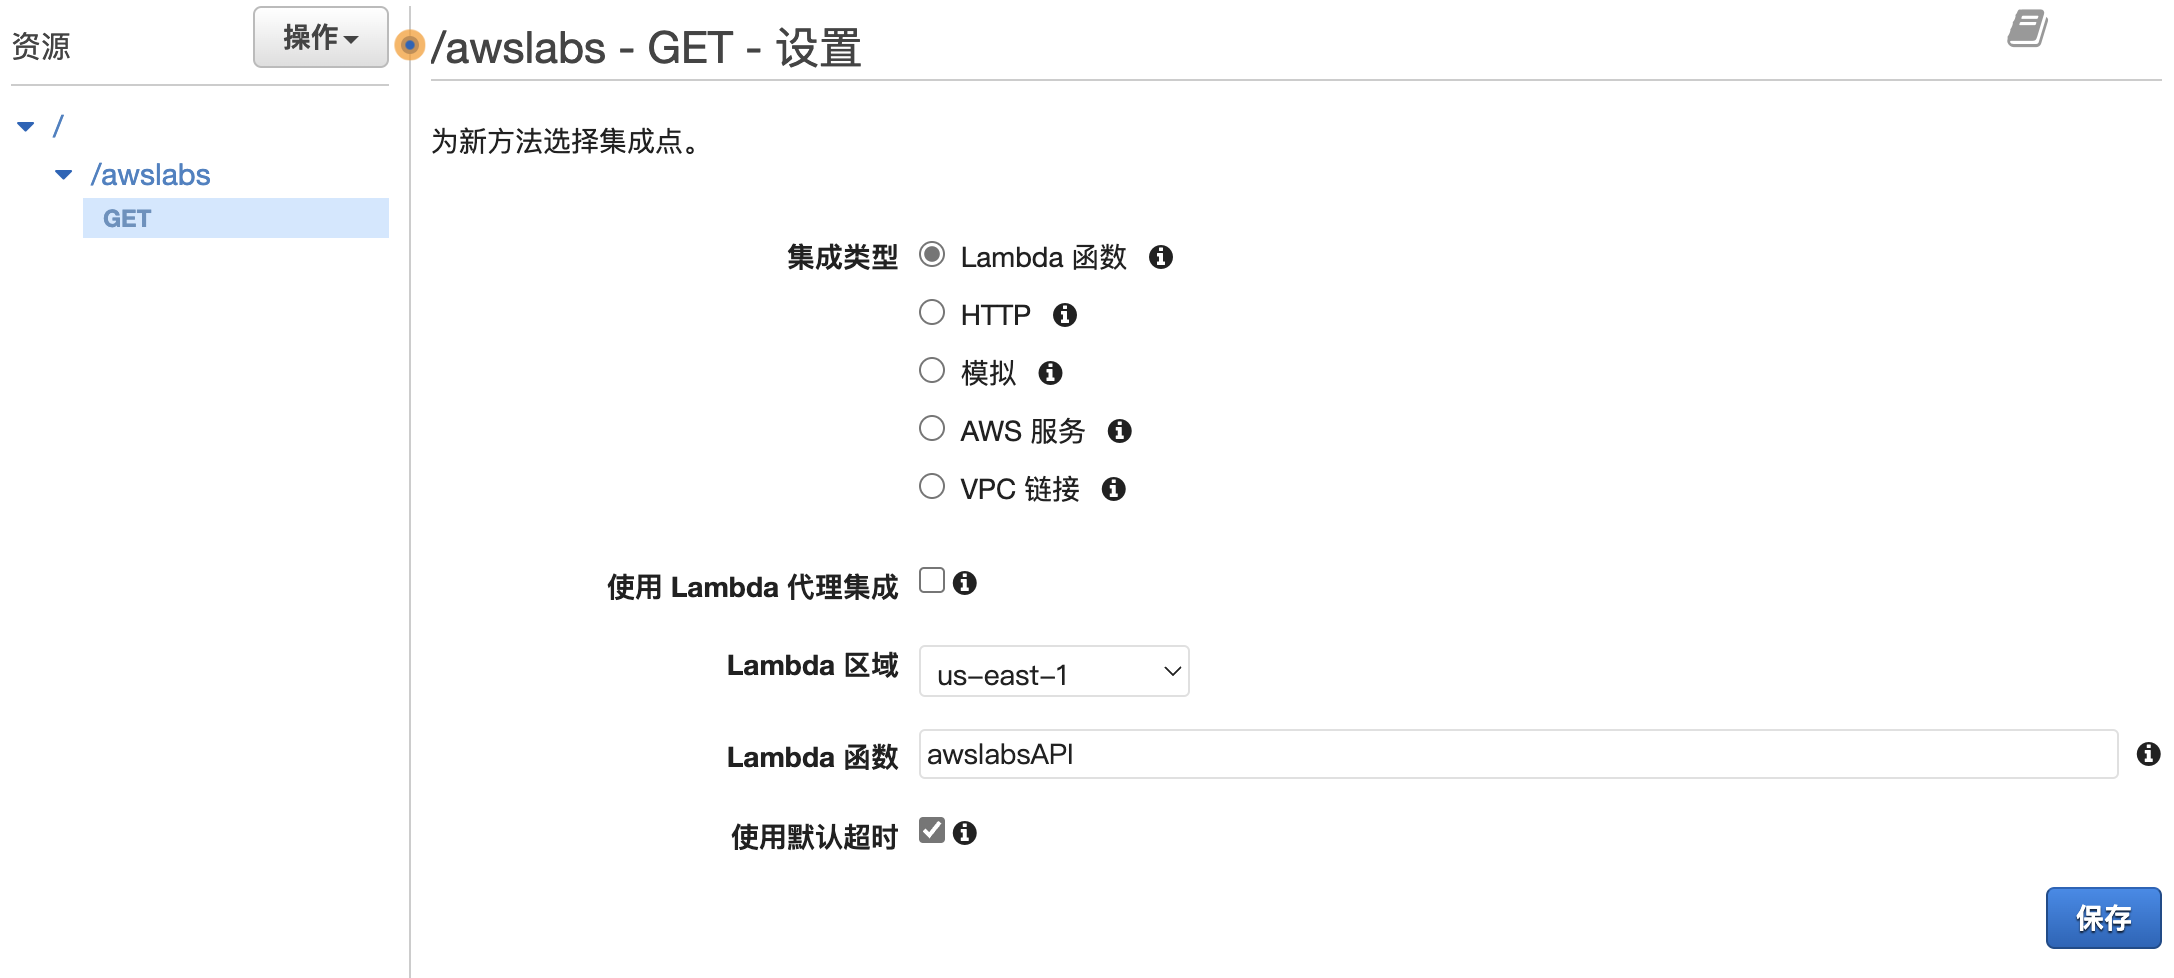 资源
操作
/
/awslabs
GET
/awslabs - GET - 设置
为新方法选择集成点。
集成类型
Lambda 函数
HTTP
模拟
AWS 服务
VPC 链接
使用 Lambda 代理集成
Lambda 区域
us-east-1
Lambda 函数
awslabsAPI
使用默认超时
保存